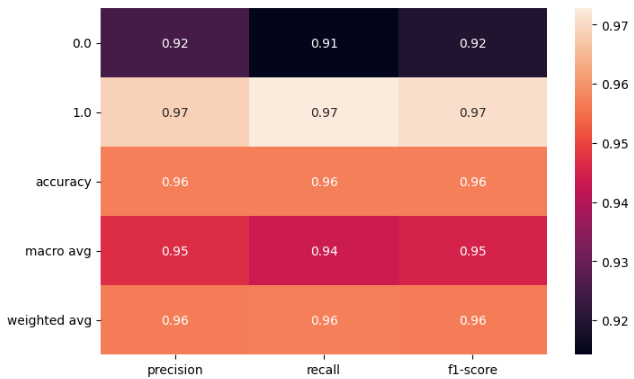 0.0 0.92 0.91 0.92
1.0 0.97 0.97 0.97
accuracy 0.96 0.96 0.96
macro avg 0.95 0.94 0.95
weighted avg 0.96 0.96 0.96
precision recall f1-score
0.97
0.96
0.95
0.94
0.93
0.92